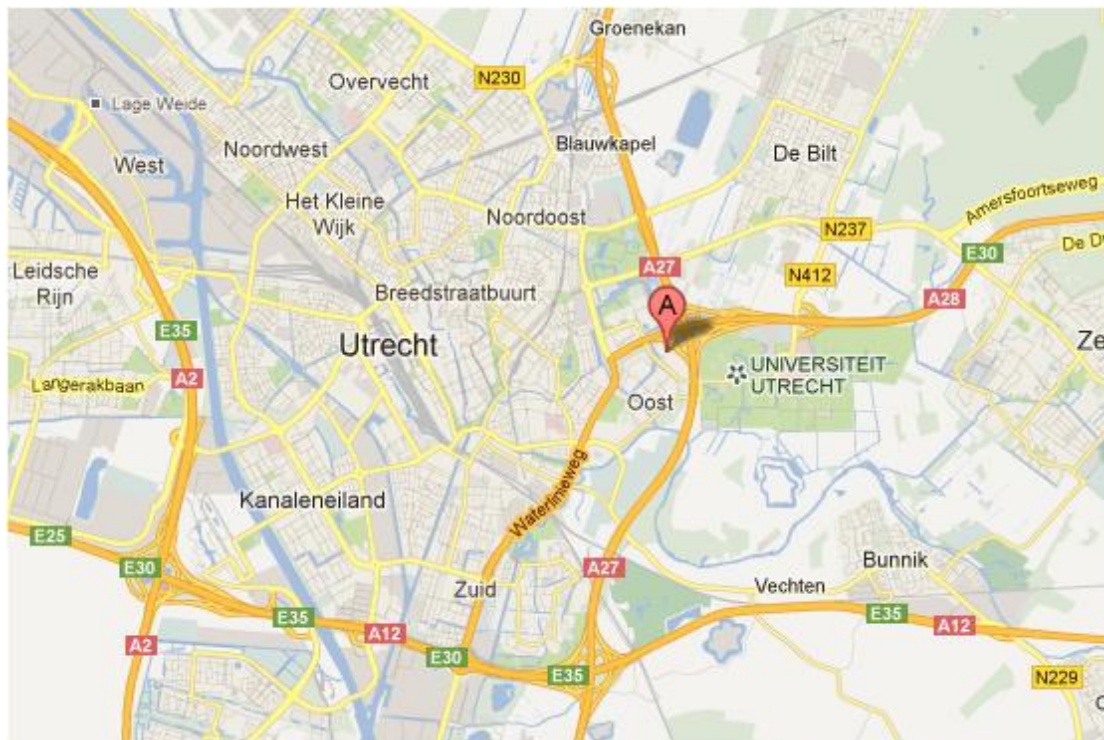 Groenekan
Overvecht
N230
Lage Weide
Noordwest
Blauwkapel
De Bilt
West
Het Kleine
Wijk
Noordoost
Amersfoortseweg
N237
De D
E30
Leidsche
Rijn
A27
N412
Breedstraatbuurt
A28
A
E35
Utrecht
Ze
UNIVERSITEIT
UTRECHT
Langerakbaan
A2
Oost
Waterlinieweg
Kanaleneiland
E25
E30
Bunnik
A27
Zuid
Vechten
E35
E35
A12
A12
A2
E30
E35
N229